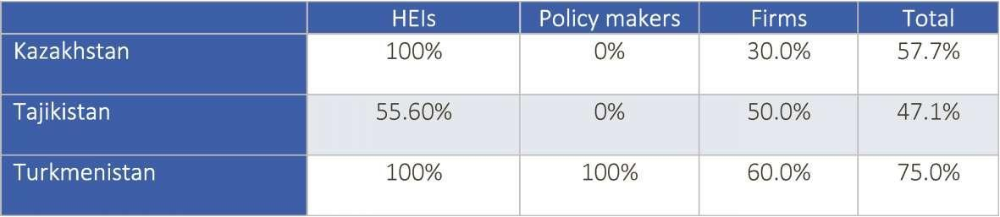 HEIs Policy makers Firms Total
Kazakhstan 100% 0% 30.0% 57.7%
Tajikistan 55.60% 0% 50.0% 47.1%
Turkmenistan 100% 100% 60.0% 75.0%